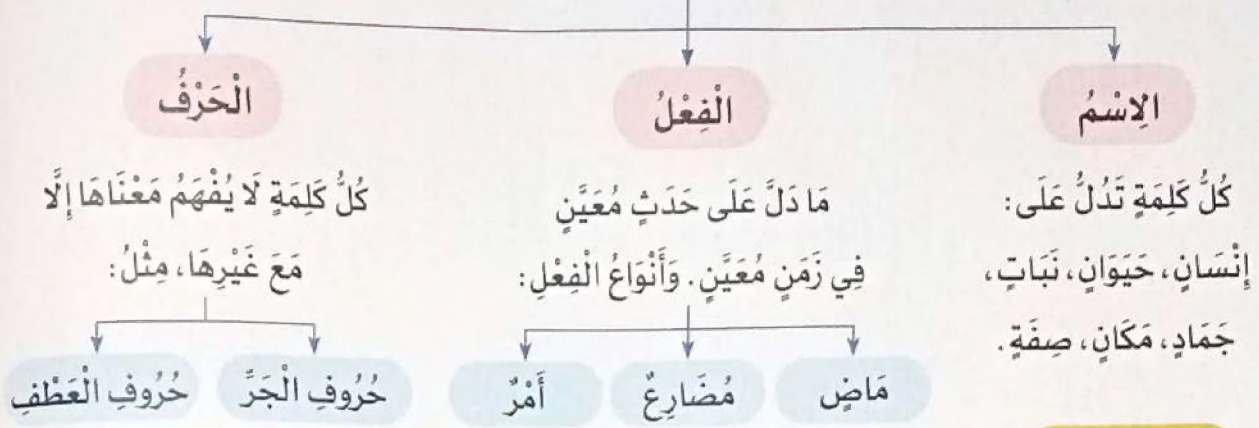 الِاسْمُ
كُلُّ كَلِمَةٍ تَدُلُّ عَلَى:
إِنْسَانٍ، حَيَوَانٍ، نَبَاتٍ،
جَمَادٍ، مَكَانٍ، صِفَةٍ.
الْفِعْلُ
مَا دَلَّ عَلَى حَدَثٍ مُعَيَّنٍ
فِي زَمَنٍ مُعَيَّنٍ. وَأَنْوَاعُ الْفِعْلِ:
مَاضٍ
مُضَارِعٌ
أَمْرٌ
الْحَرْفُ
كُلُّ كَلِمَةٍ لَا يُفْهَمُ مَعْنَاهَا إِلَّا
مَعَ غَيْرِهَا، مِثْلُ:
حُرُوفِ الْجَرِّ
حُرُوفِ الْعَطْفِ